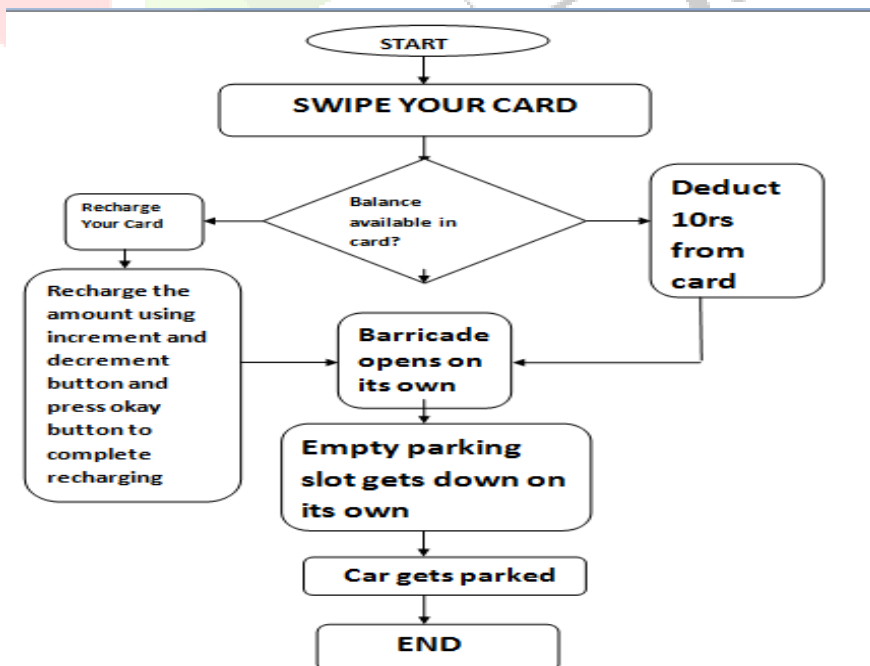 START
SWIPE YOUR CARD
Balance
available in
card?
Recharge
Your Card
Deduct
10rs
from
card
Recharge the
amount using
increment and
decrement
button and
press okay
button to
complete
recharging
Barricade
opens on
its own
Empty parking
slot gets down on
its own
Car gets parked
END